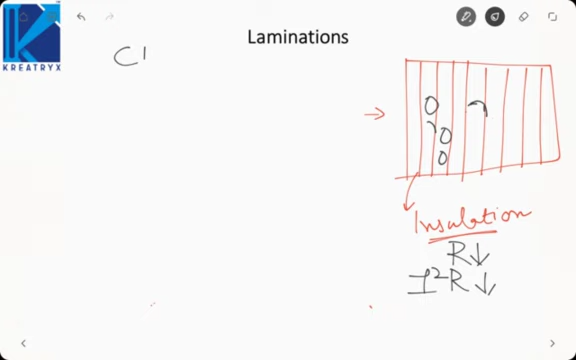 KREATRYX
Laminations
Insulation
R↓
I²R↓